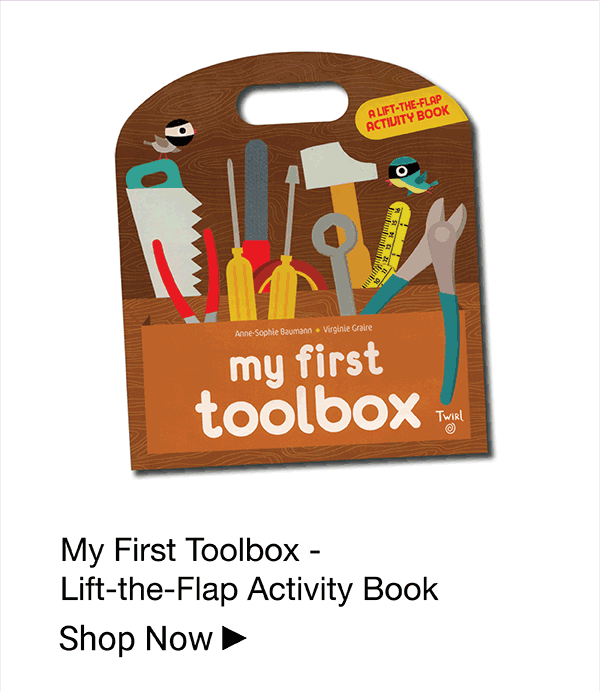 A LIFT-THE-FLAP
ACTIVITY BOOK
Anne-Sophie Baumann Virginie Graire
my first
toolbox
TWIRL
My First Toolbox -
Lift-the-Flap Activity Book
Shop Now ▶